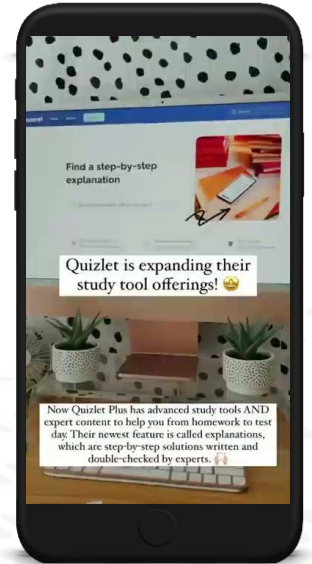 Find a step-by-step
explanation
Quizlet is expanding their
study tool offerings! 🤩
Now Quizlet Plus has advanced study tools AND
expert content to help you from homework to test
day. Their newest feature is called explanations,
which are step-by-step solutions written and
double-checked by experts. 🙌🏻